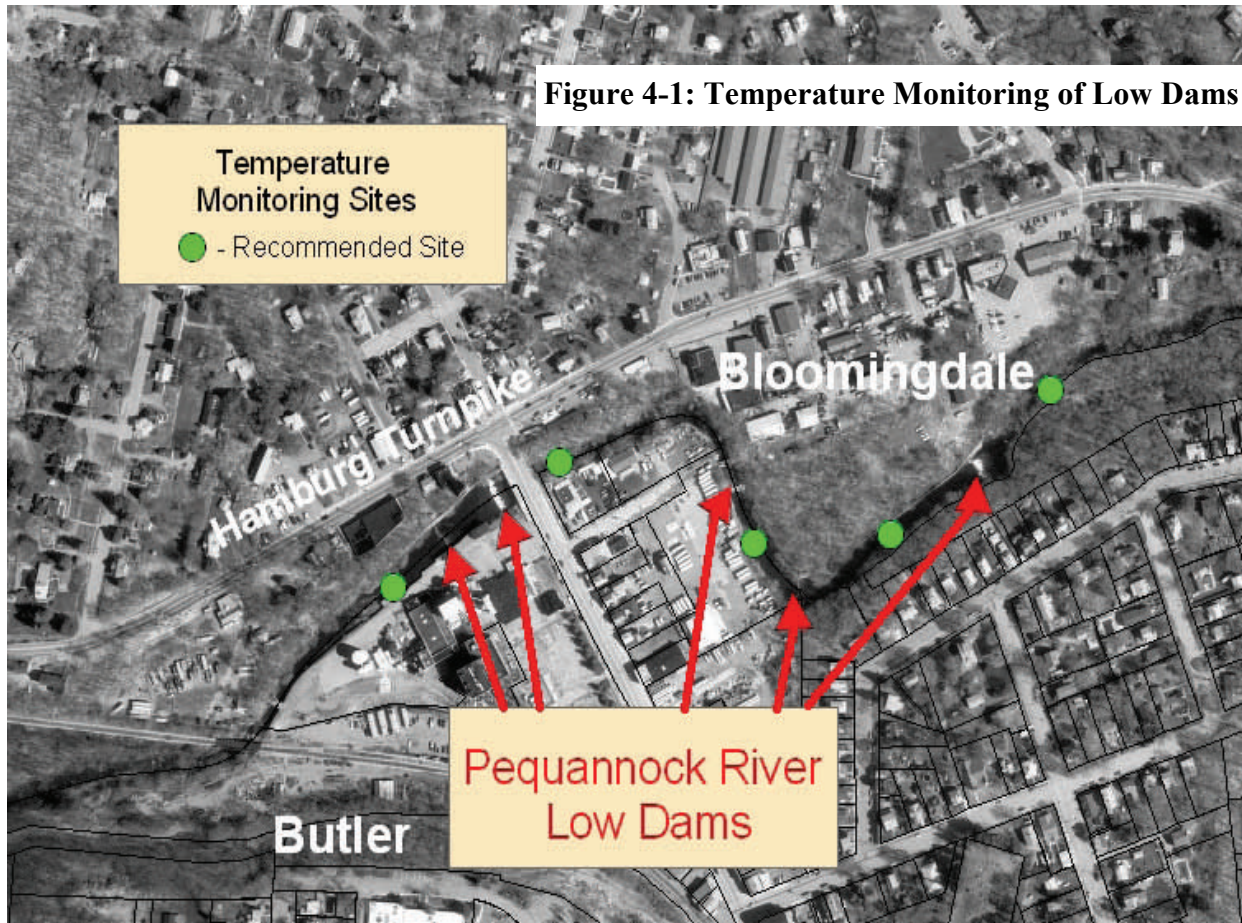 Figure 4-1: Temperature Monitoring of Low Dams
Temperature
Monitoring Sites
- Recommended Site
Bloomingdale
Hamburg Turnpike
Pequannock River
Low Dams
Butler